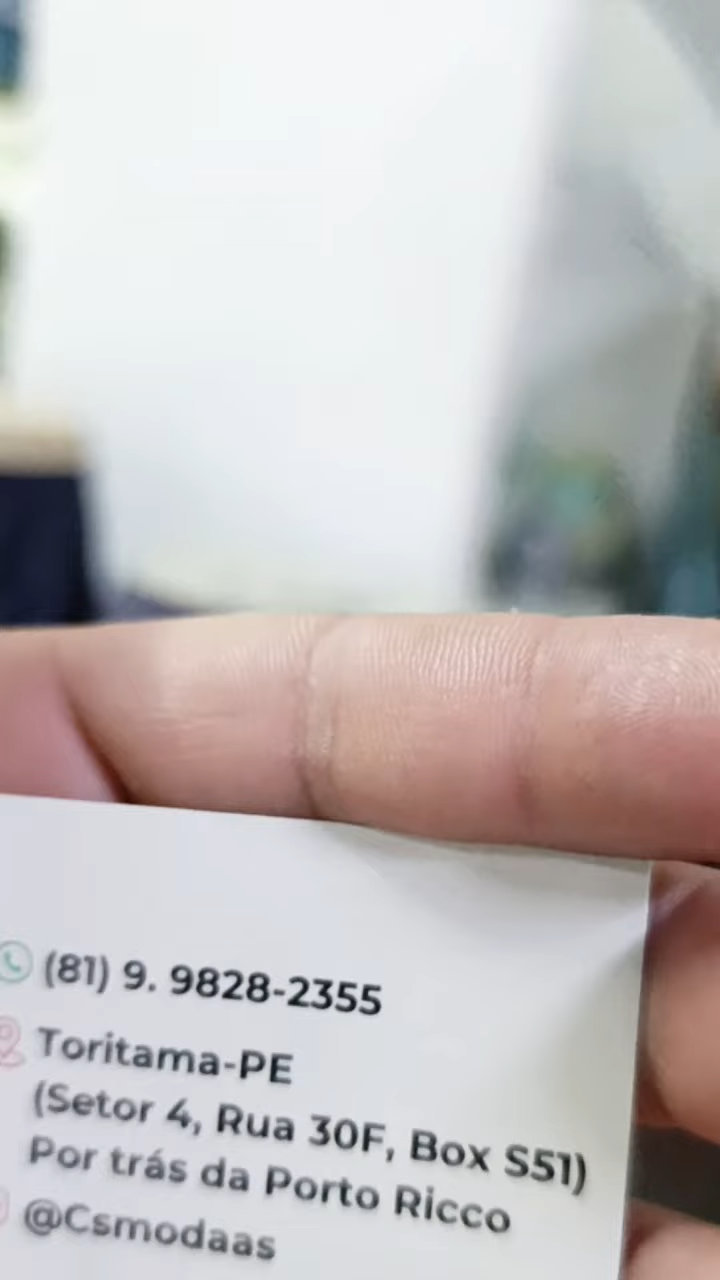 (81) 9. 9828-2355
Toritama-PE
(Setor 4, Rua 30F, Box S51)
Por trás da Porto Ricco
@Csmodaas